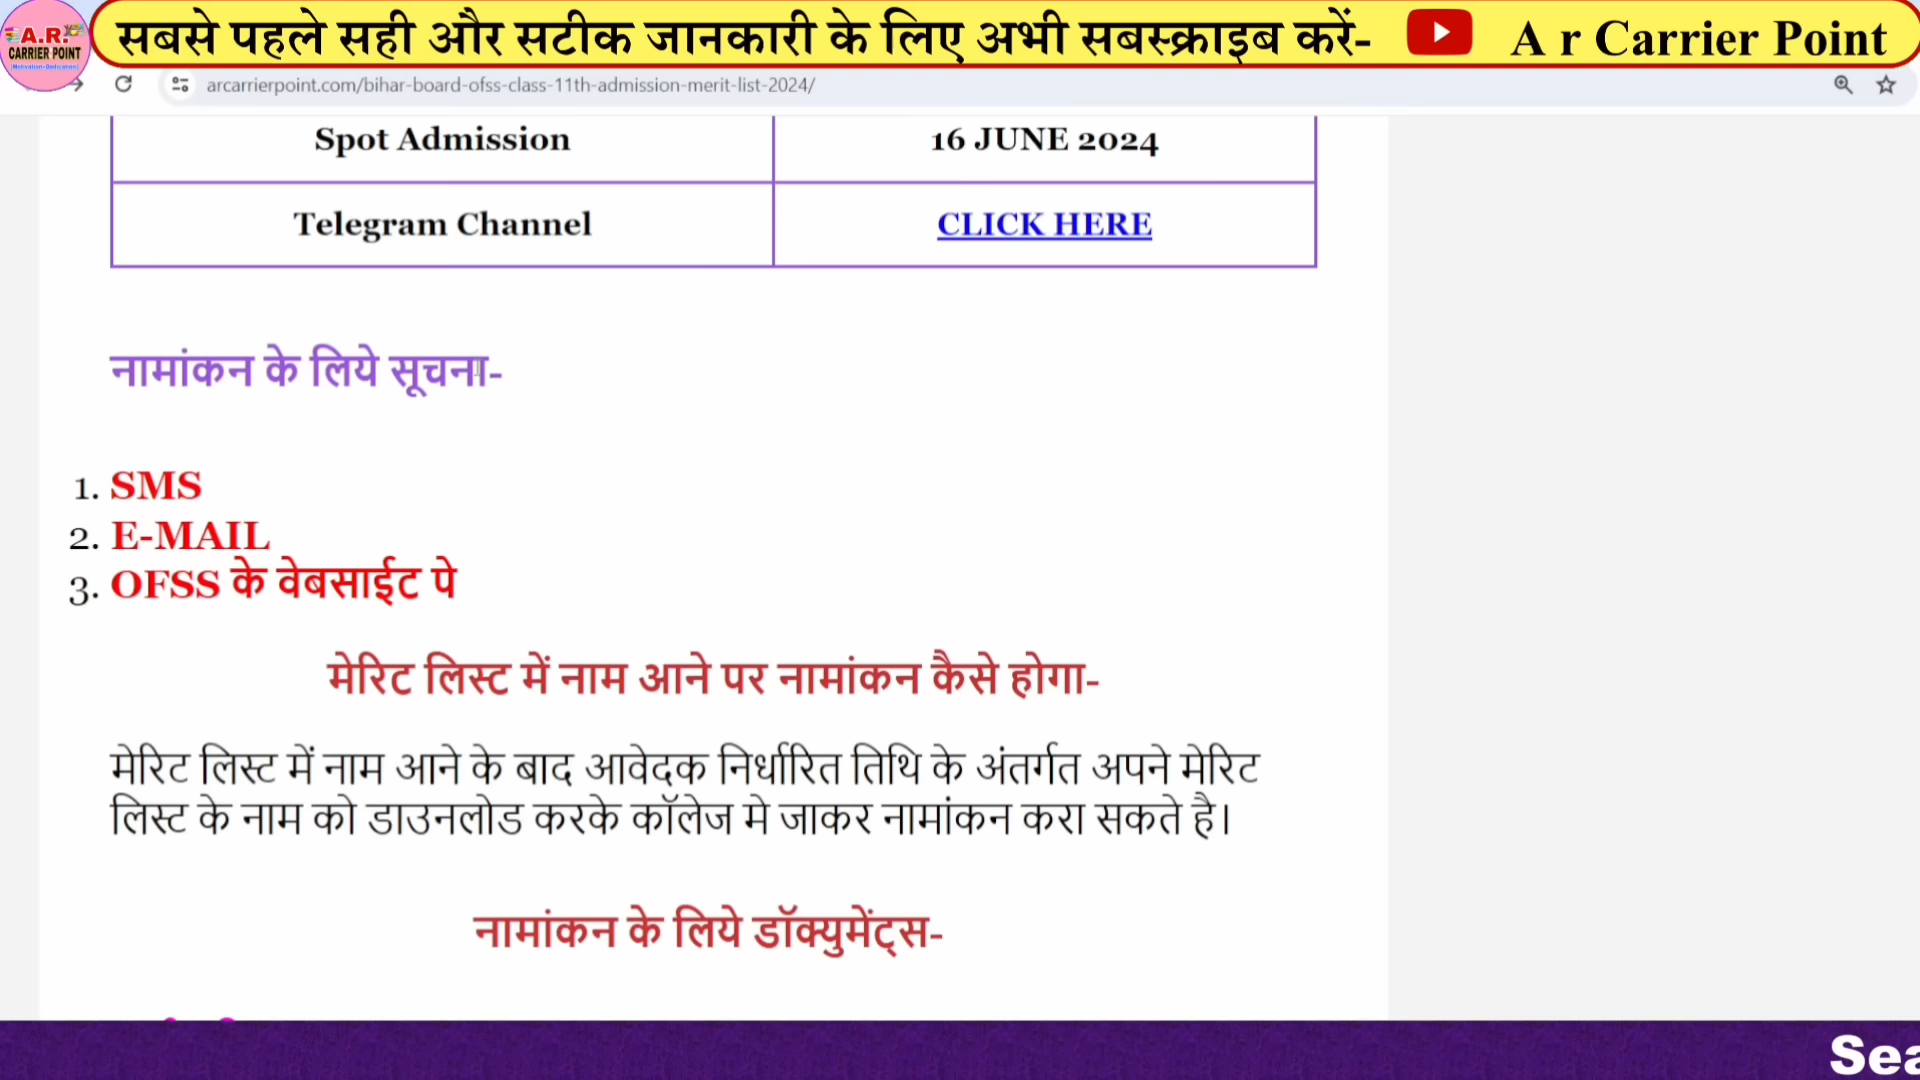 सबसे पहले सही और सटीक जानकारी के लिए अभी सबस्क्राइब करें- A r Carrier Point
A.R.
CARRIER POINT
arcarrierpoint.com/bihar-board-ofss-class-11th-admission-merit-list-2024/
Spot Admission 16 JUNE 2024
Telegram Channel CLICK HERE
नामांकन के लिये सूचना-
1. SMS
2. E-MAIL
3. OFSS के वेबसाईट पे
मेरिट लिस्ट में नाम आने पर नामांकन कैसे होगा-
मेरिट लिस्ट में नाम आने के बाद आवेदक निर्धारित तिथि के अंतर्गत अपने मेरिट
लिस्ट के नाम को डाउनलोड करके कॉलेज मे जाकर नामांकन करा सकते है।
नामांकन के लिये डॉक्युमेंट्स-